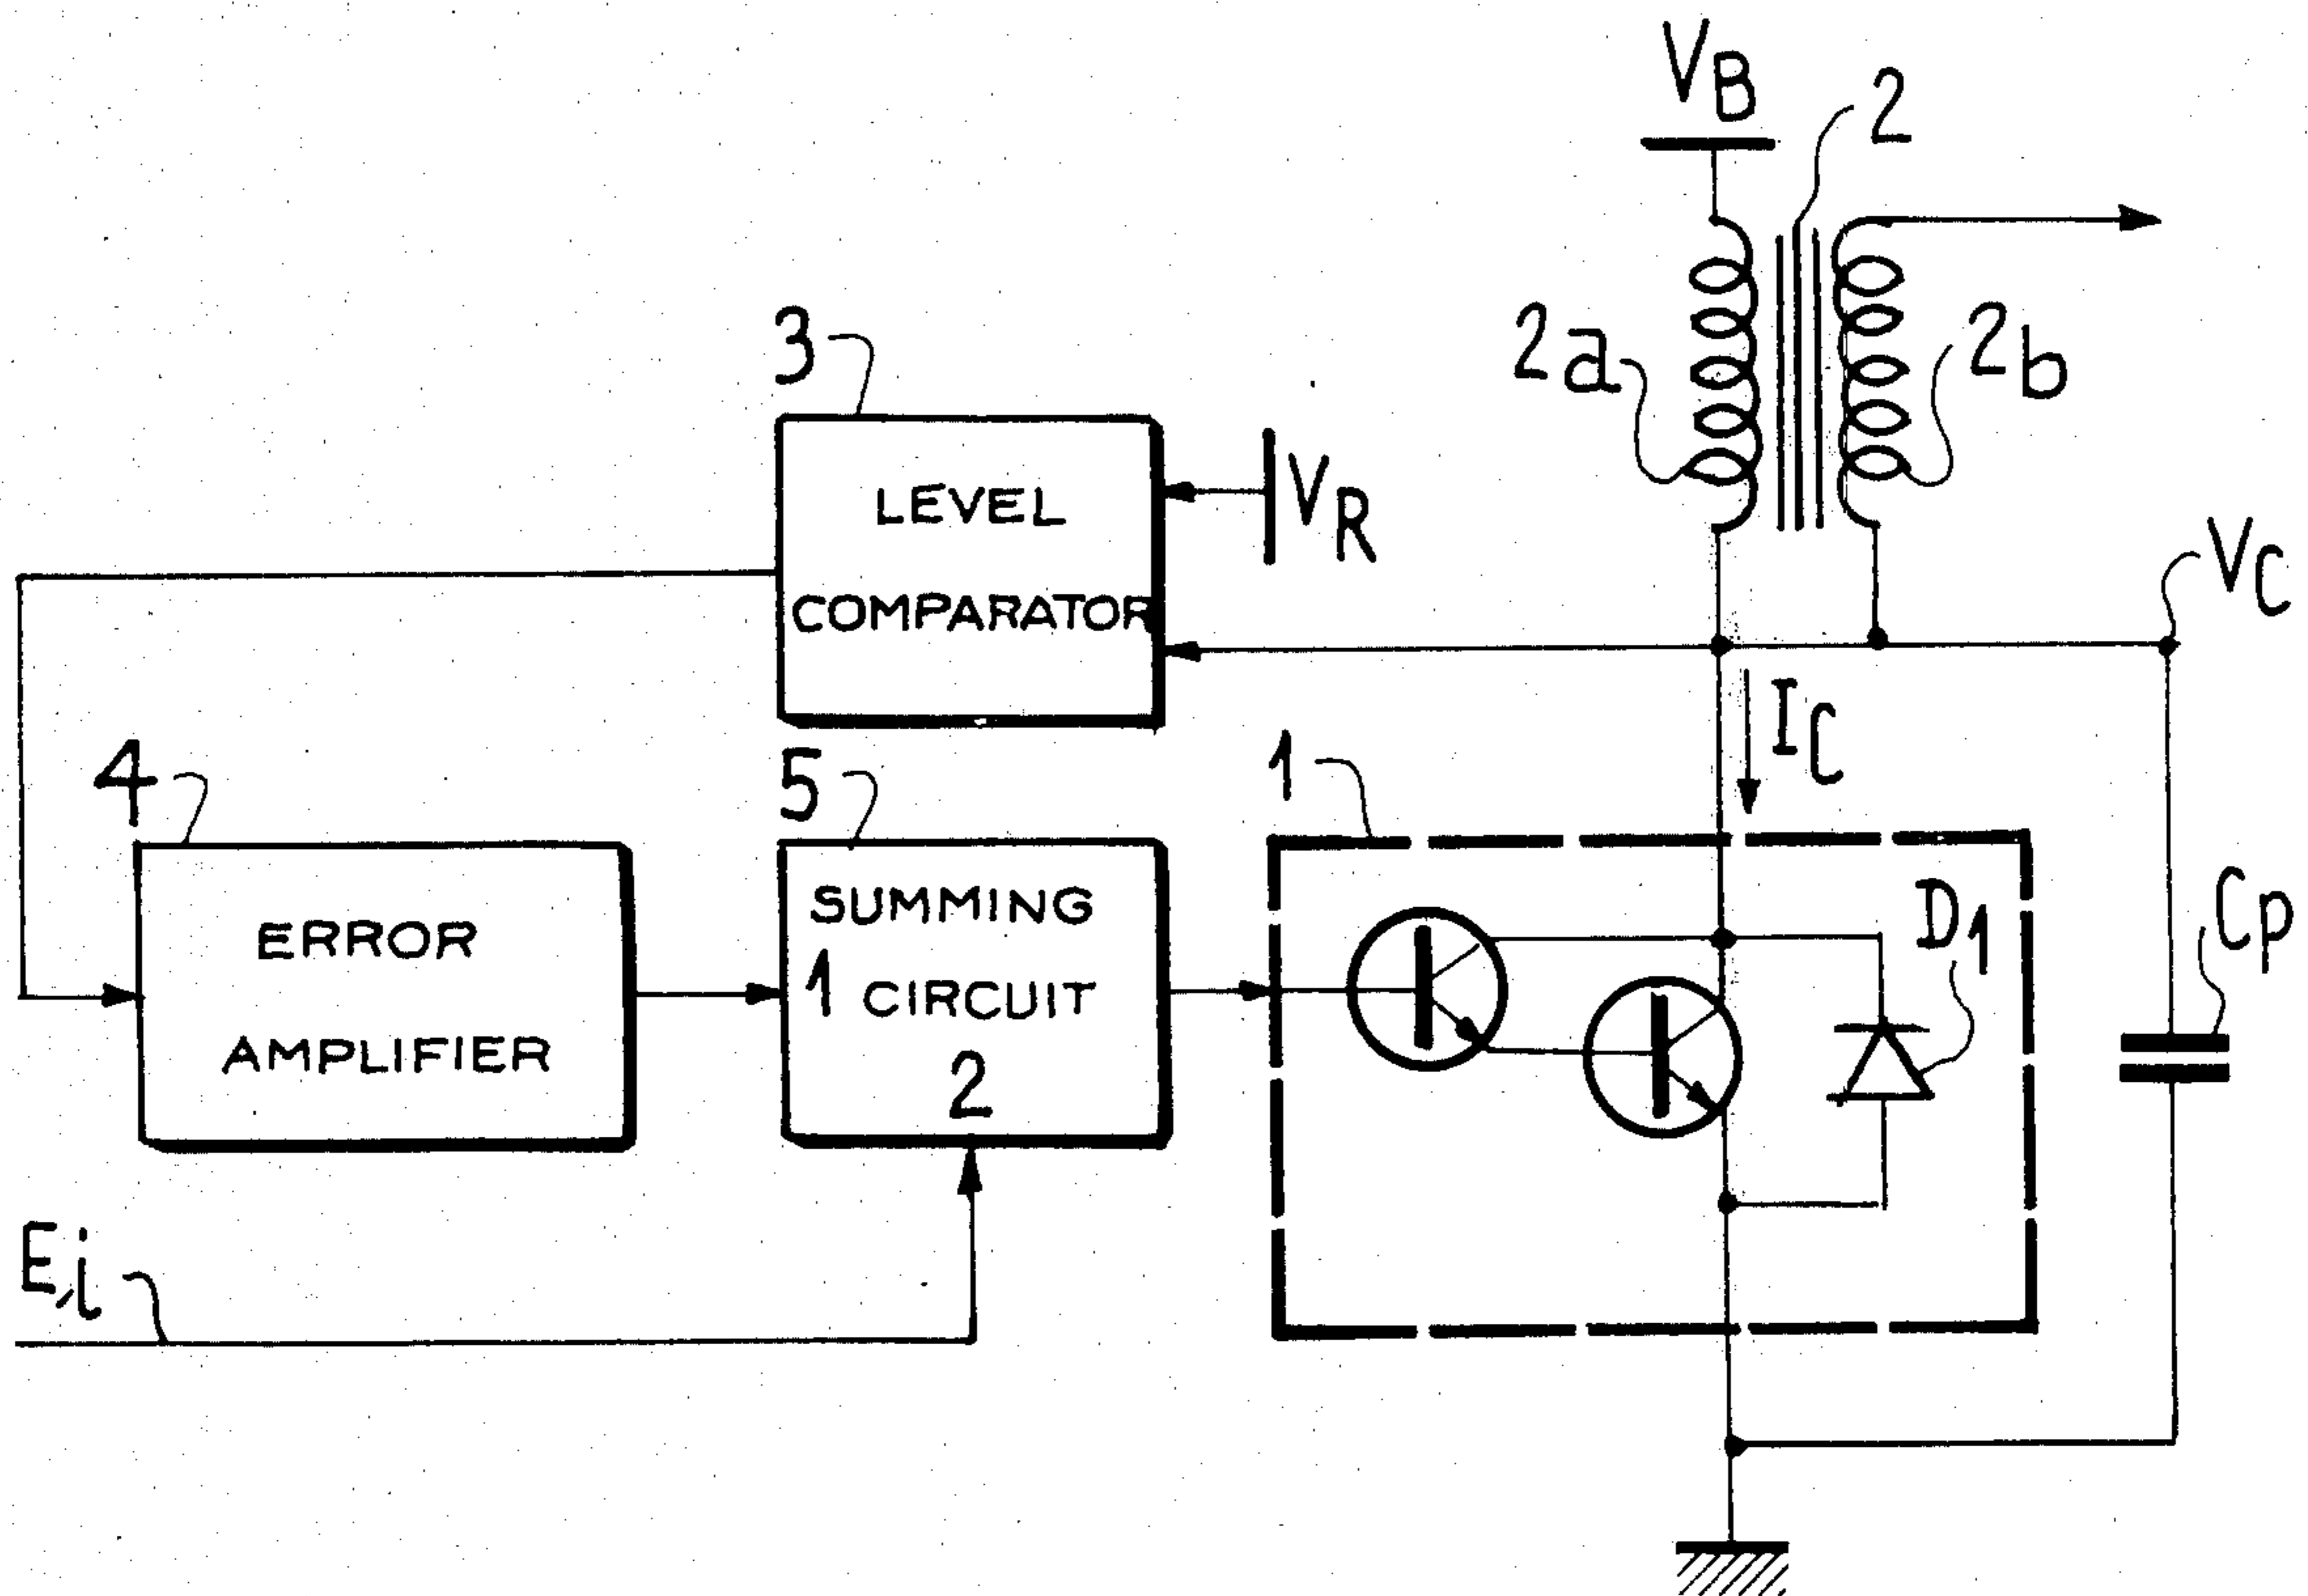 VB
2
2a
2b
3
LEVEL
COMPARATOR
VR
VC
IC
4
ERROR
AMPLIFIER
5
SUMMING
1 CIRCUIT
2
1
D1
Cp
Ei